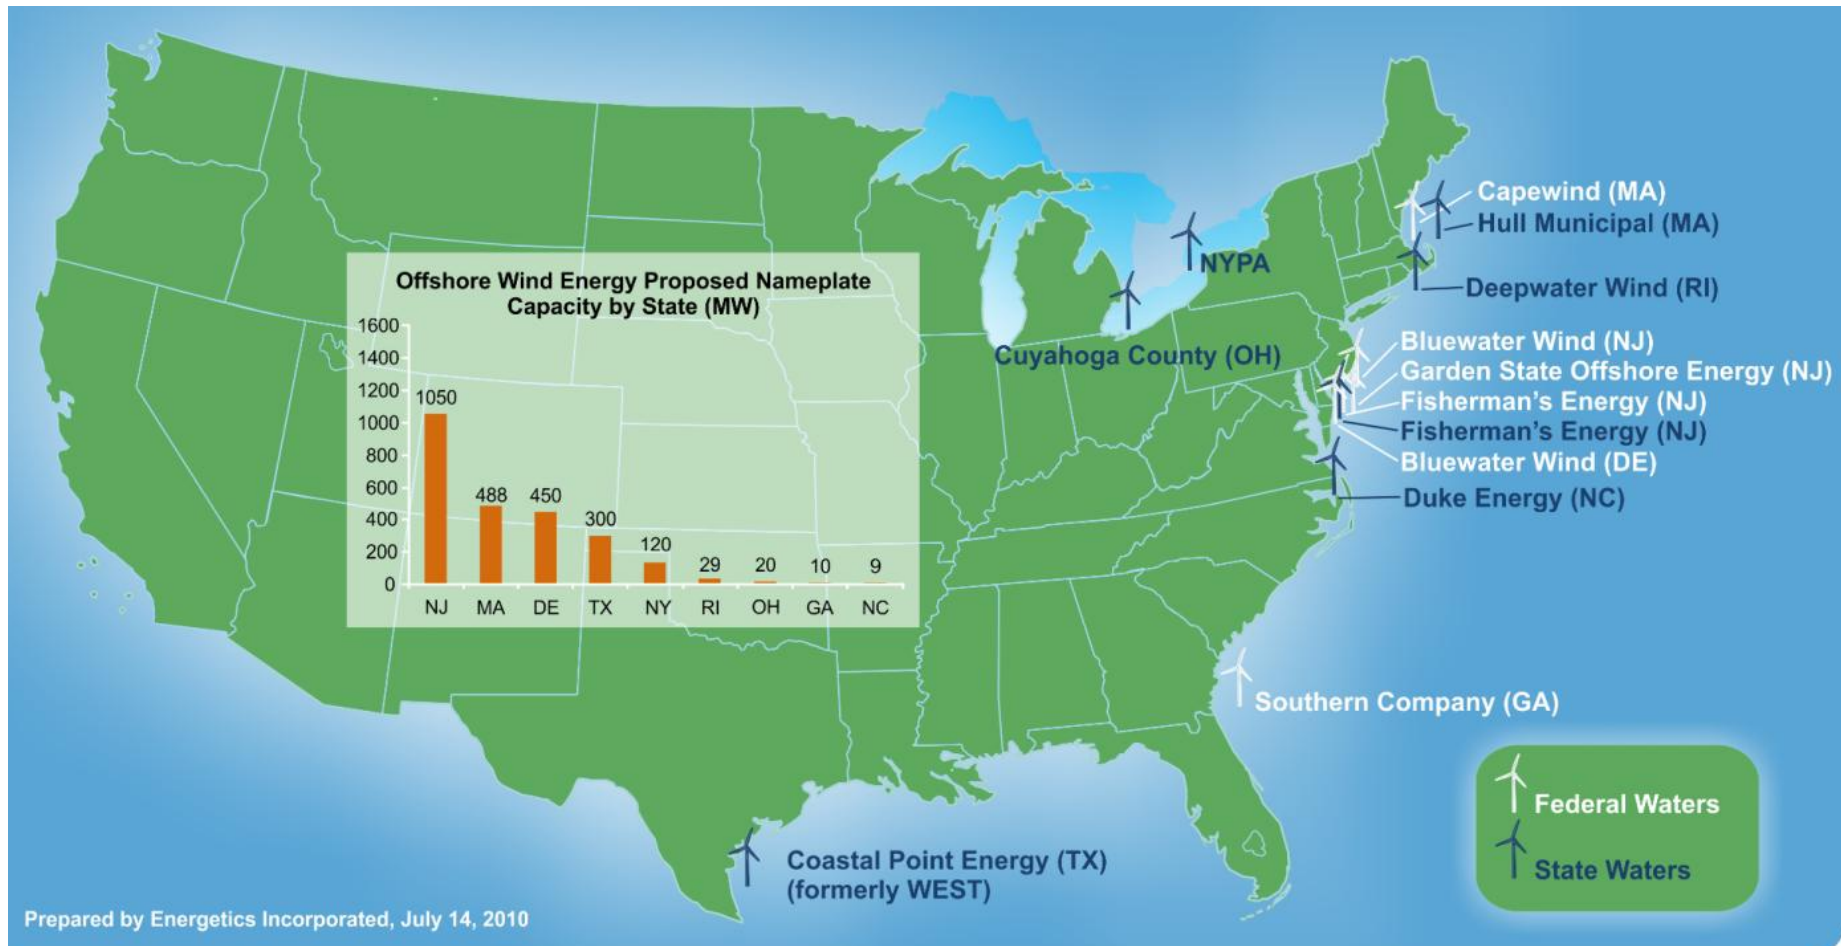 Capewind (MA)
Hull Municipal (MA)
NYPA
Deepwater Wind (RI)
Offshore Wind Energy Proposed Nameplate
Capacity by State (MW)
1600
1400
1200
1000
800
600
400
200
0
1050
488
450
300
120
29
20
10
9
NJ
MA
DE
TX
NY
RI
OH
GA
NC
Cuyahoga County (OH)
Bluewater Wind (NJ)
Garden State Offshore Energy (NJ)
Fisherman's Energy (NJ)
Fisherman's Energy (NJ)
Bluewater Wind (DE)
Duke Energy (NC)
Southern Company (GA)
Federal Waters
State Waters
Coastal Point Energy (TX)
(formerly WEST)
Prepared by Energetics Incorporated, July 14, 2010